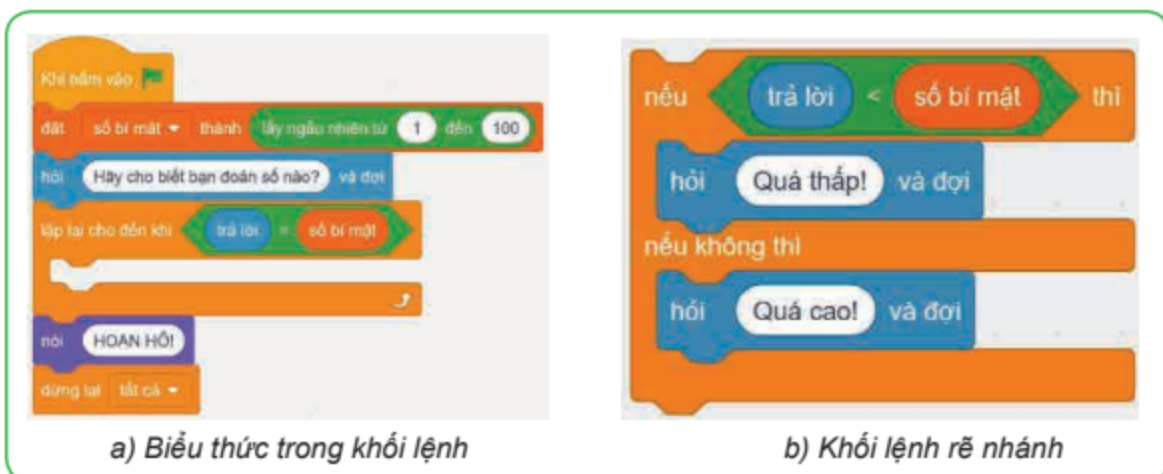 Khi bấm vào
đặt số bí mật thành lấy ngẫu nhiên từ 1 đến 100
hỏi Hãy cho biết bạn đoán số nào? và đợi
lặp lại cho đến khi trả lời = số bí mật
nói HOAN HÔ!
dừng lại tất cả
a) Biểu thức trong khối lệnh
nếu trả lời < số bí mật thì
hỏi Quá thấp! và đợi
nếu không thì
hỏi Quá cao! và đợi
b) Khối lệnh rẽ nhánh